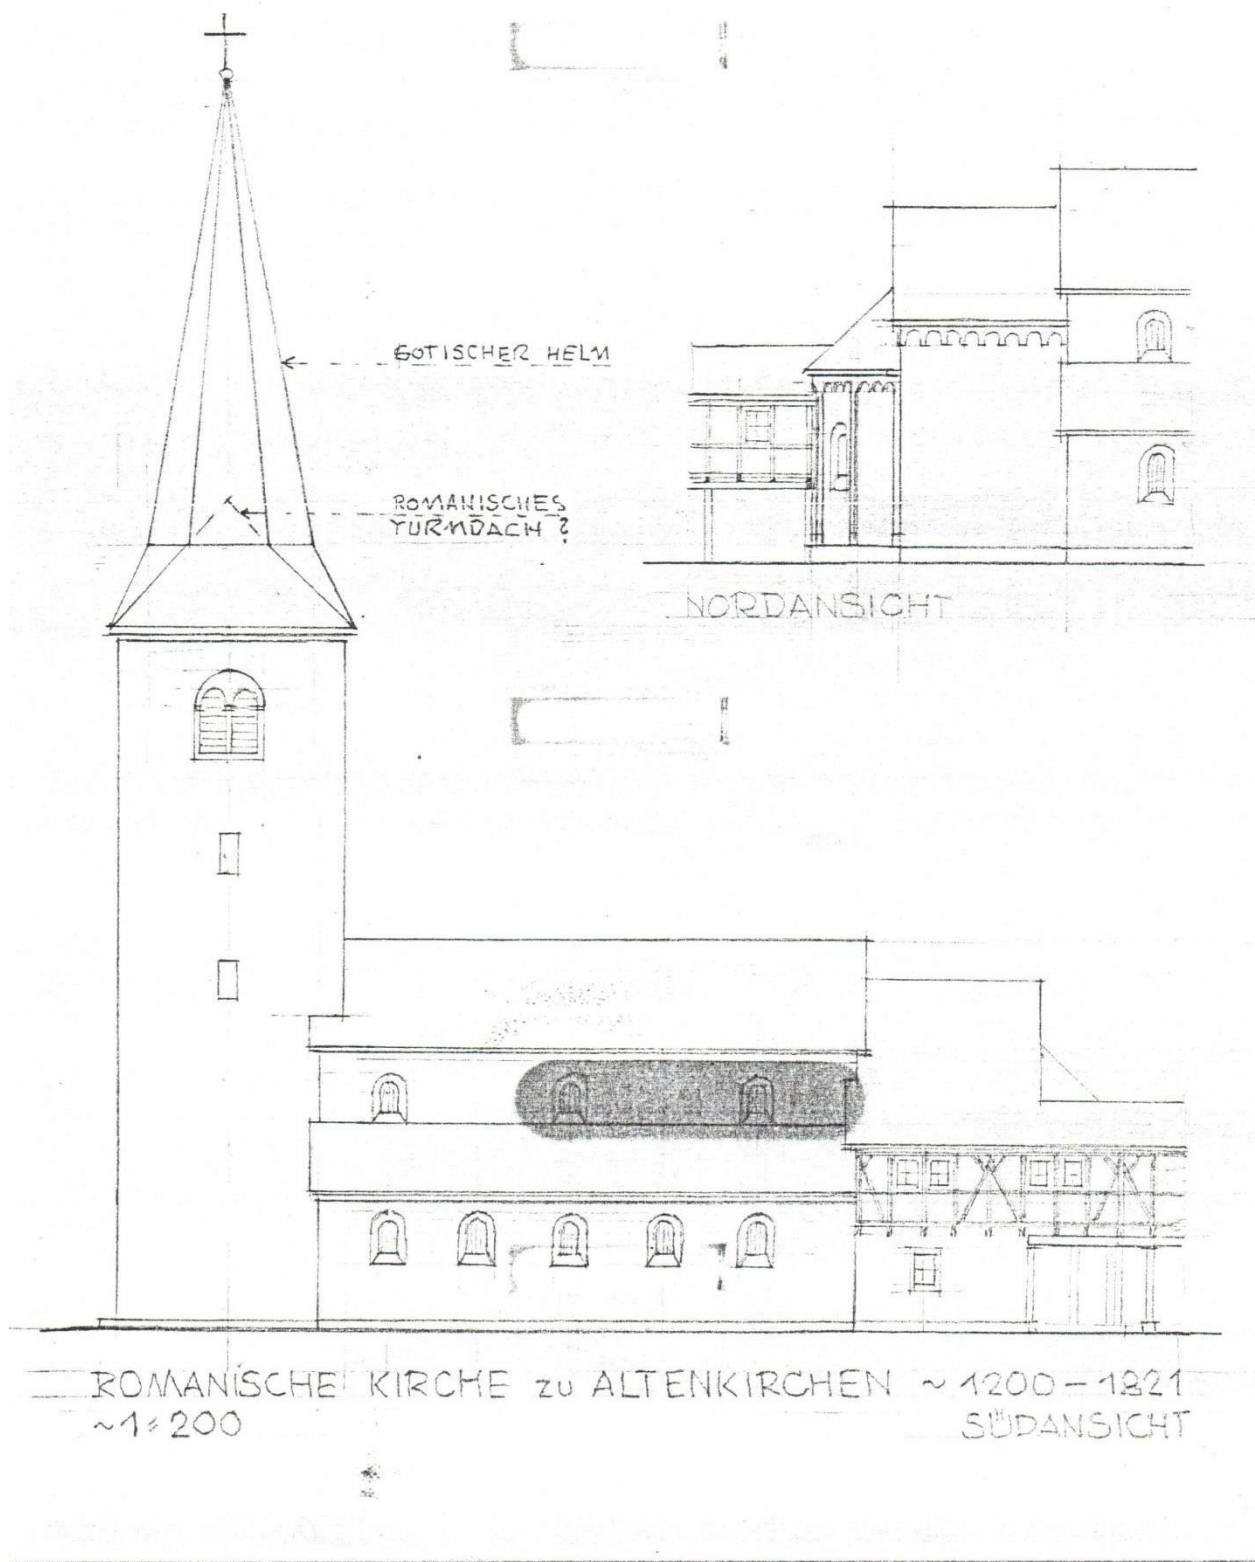 GOTISCHER HELM
ROMANISCHES
TURMDACH ?
NORDANSICHT
ROMANISCHE KIRCHE zu ALTENKIRCHEN ~ 1200 – 1821
~ 1:200
SÜDANSICHT